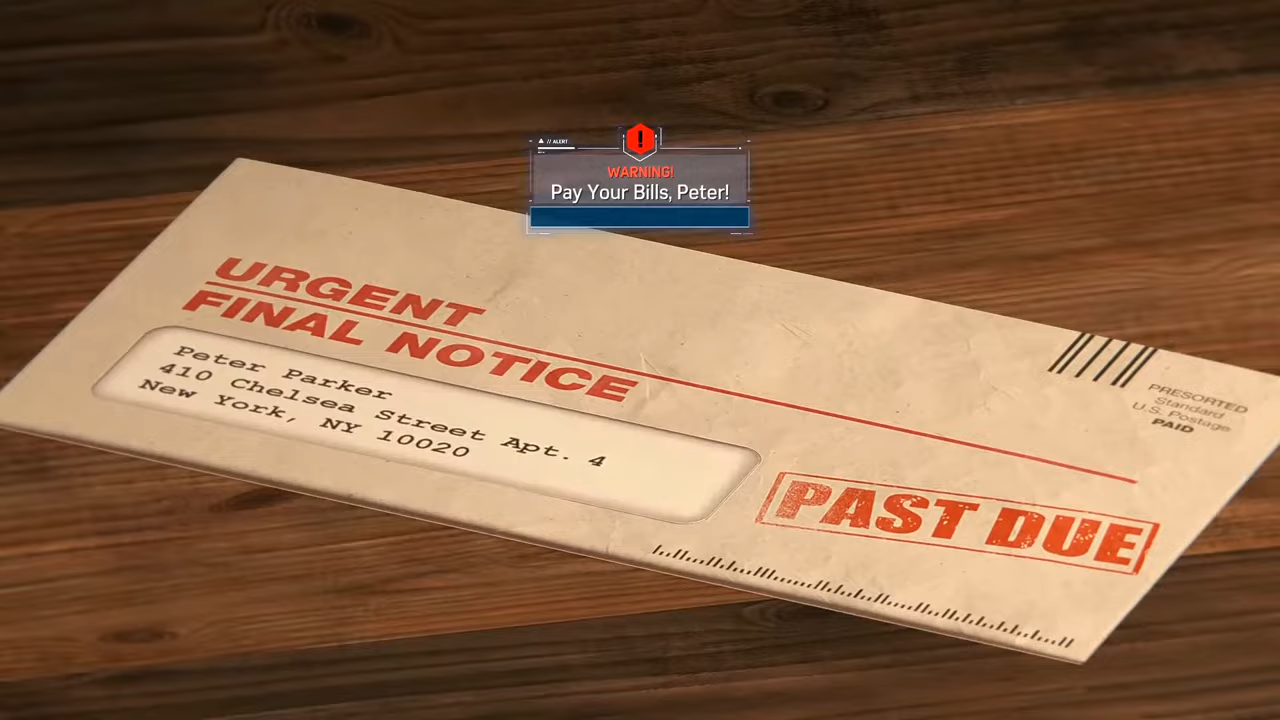 // ALERT
WARNING!
Pay Your Bills, Peter!
URGENT
FINAL NOTICE
Peter Parker
410 Chelsea Street Apt. 4
New York, NY 10020
PRESORTED
Standard
U.S. Postage
PAID
PAST DUE